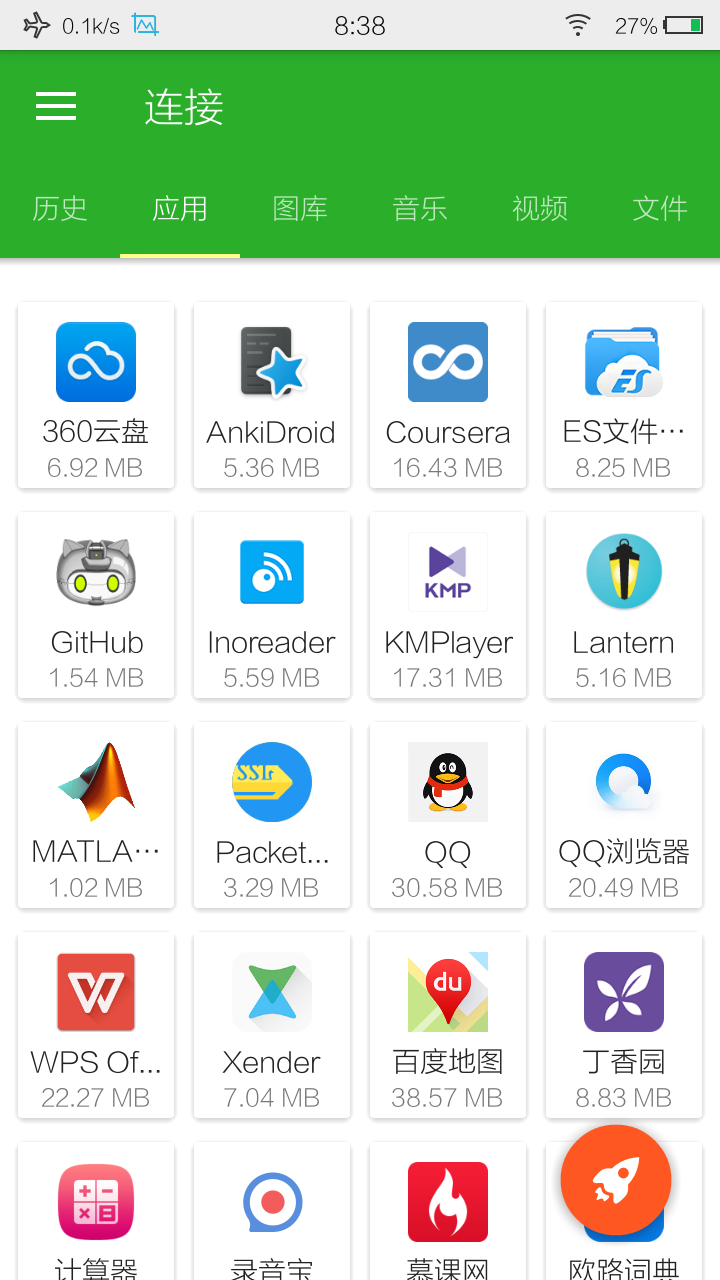 0.1k/s 8:38 27%
连接
历史 应用 图库 音乐 视频 文件
360云盘 AnkiDroid Coursera ES文件…
6.92 MB 5.36 MB 16.43 MB 8.25 MB
KMP
GitHub Inoreader KMPlayer Lantern
1.54 MB 5.59 MB 17.31 MB 5.16 MB
SSL
MATLA… Packet... QQ QQ浏览器
1.02 MB 3.29 MB 30.58 MB 20.49 MB
du
WPS Of... Xender 百度地图 丁香园
22.27 MB 7.04 MB 38.57 MB 8.83 MB
计算器 录音宝 慕课网 欧路词典